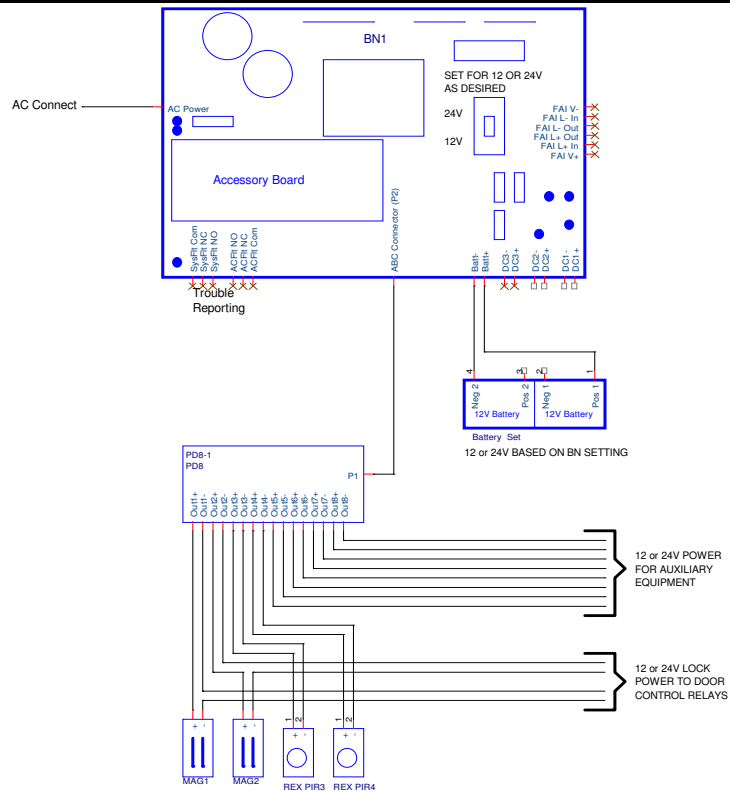 BN1
SET FOR 12 OR 24V
AS DESIRED
24V
12V
AC Connect
AC Power
FAI V-
FAI L- In
FAI L- Out
FAI L+ Out
FAI L+ In
FAI V+
Accessory Board
SysFlt Com
SysFlt NC
SysFlt NO
ACFlt NO
ACFlt NC
ACFlt Com
ABC Connector (P2)
Batt-
Batt+
DC3-
DC3+
DC2-
DC2+
DC1-
DC1+
Trouble
Reporting
4
3
2
1
Neg 2
Pos 2
Neg 1
Pos 1
12V Battery
12V Battery
Battery Set
12 or 24V BASED ON BN SETTING
PD8-1
PD8
P1
Out1+
Out1-
Out2+
Out2-
Out3+
Out3-
Out4+
Out4-
Out5+
Out5-
Out6+
Out6-
Out7+
Out7-
Out8+
Out8-
12 or 24V POWER
FOR AUXILIARY
EQUIPMENT
12 or 24V LOCK
POWER TO DOOR
CONTROL RELAYS
1
2
1
2
+ -
+ -
+ -
+ -
MAG1
MAG2
REX PIR3
REX PIR4